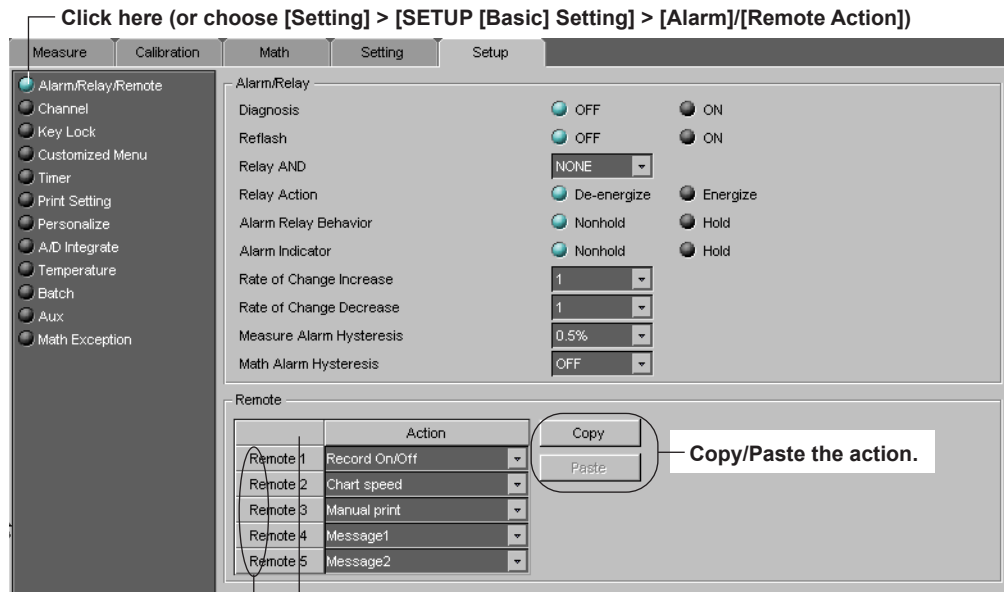 Click here (or choose [Setting] > [SETUP [Basic] Setting] > [Alarm]/[Remote Action])
Measure Calibration Math Setting Setup
Alarm/Relay/Remote
Channel
Key Lock
Customized Menu
Timer
Print Setting
Personalize
A/D Integrate
Temperature
Batch
Aux
Math Exception
Alarm/Relay
Diagnosis OFF ON
Reflash OFF ON
Relay AND NONE
Relay Action De-energize Energize
Alarm Relay Behavior Nonhold Hold
Alarm Indicator Nonhold Hold
Rate of Change Increase 1
Rate of Change Decrease 1
Measure Alarm Hysteresis 0.5%
Math Alarm Hysteresis OFF
Remote
Action
Remote 1 Record On/Off
Remote 2 Chart speed
Remote 3 Manual print
Remote 4 Message1
Remote 5 Message2
Copy
Paste
Copy/Paste the action.